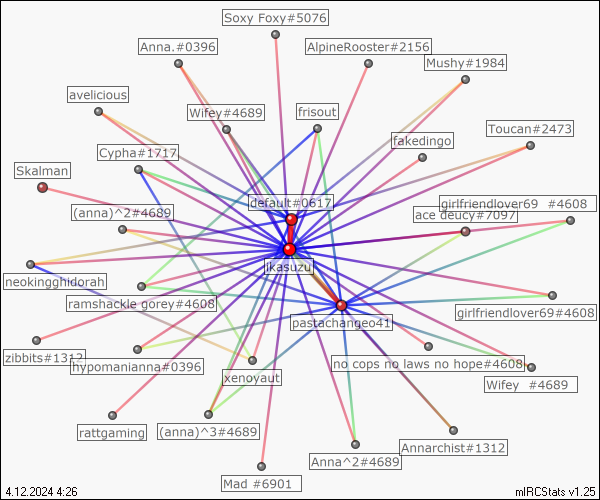 Soxy Foxy#5076
Anna.#0396
AlpineRooster#2156
Mushy#1984
avelicious
Wifey#4689
frisout
Toucan#2473
fakedingo
Cypha#1717
Skalman
default#0617
girlfriendlover69 #4608
(anna)^2#4689
ace deucy#7097
ikasuzu
neokingghidorah
ramshackle gorey#4608
girlfriendlover69#4608
pastachangeo41
zibbits#1312
hypomanianna#0396
no cops no laws no hope#4608
xenoyaut
Wifey #4689
rattgaming
(anna)^3#4689
Annarchist#1312
Anna^2#4689
Mad #6901
4.12.2024 4:26
mIRCStats v1.25